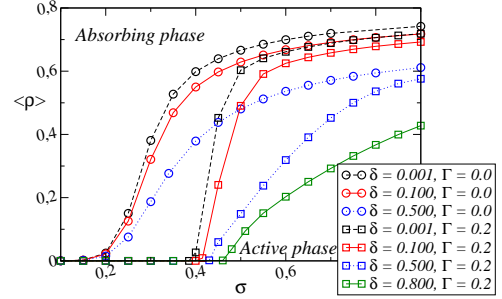 0,8
Absorbing phase
0,6
<ρ>
0,4
0,2
0
Active phase
0,2
0,4
σ
0,6
δ = 0.001, Γ = 0.0
δ = 0.100, Γ = 0.0
δ = 0.500, Γ = 0.0
δ = 0.001, Γ = 0.2
δ = 0.100, Γ = 0.2
δ = 0.500, Γ = 0.2
δ = 0.800, Γ = 0.2